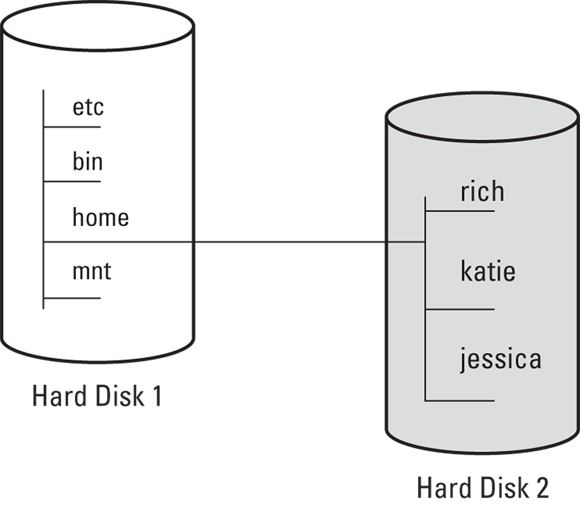 etc
bin
home
mnt
Hard Disk 1
rich
katie
jessica
Hard Disk 2